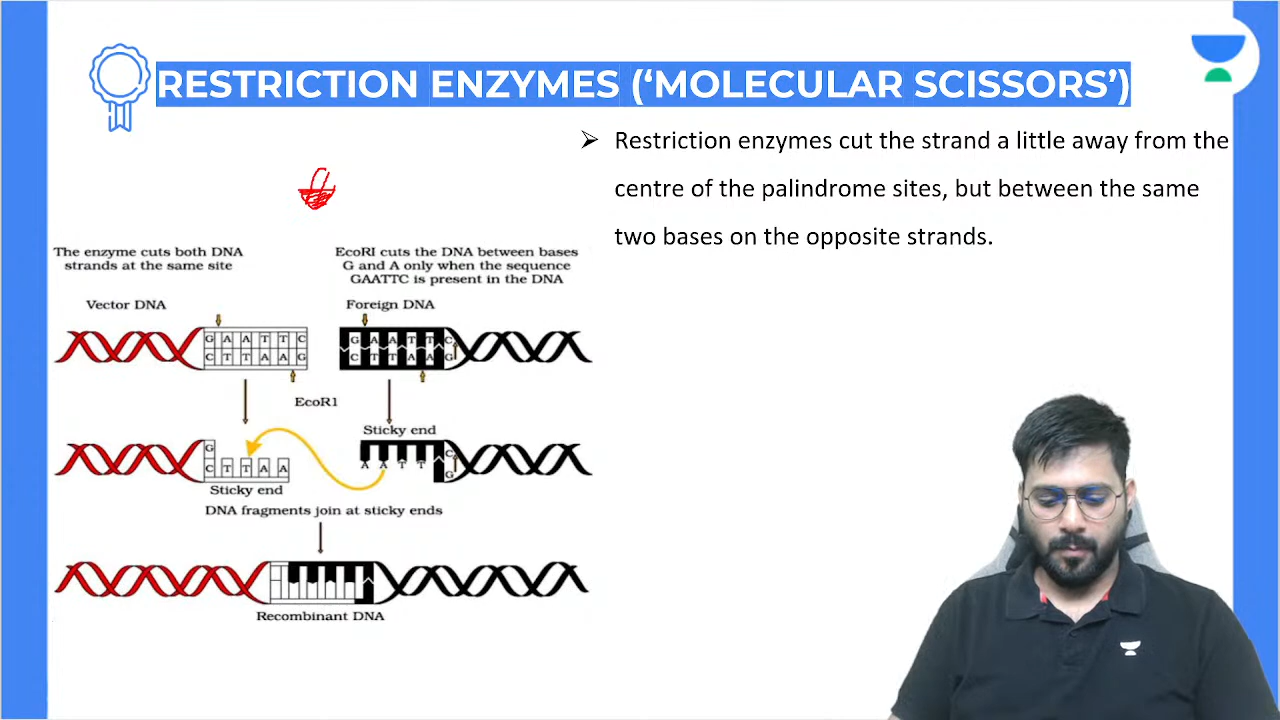 RESTRICTION ENZYMES (‘MOLECULAR SCISSORS’)
➢ Restriction enzymes cut the strand a little away from the
centre of the palindrome sites, but between the same
two bases on the opposite strands.
The enzyme cuts both DNA
strands at the same site
EcoRI cuts the DNA between bases
G and A only when the sequence
GAATTC is present in the DNA
Vector DNA
Foreign DNA
G A A T T C
C T T A A G
G A A T T C
C T T A A G
EcoR1
Sticky end
G
C T T A A
A A T T
C
G
Sticky end
DNA fragments join at sticky ends
Recombinant DNA